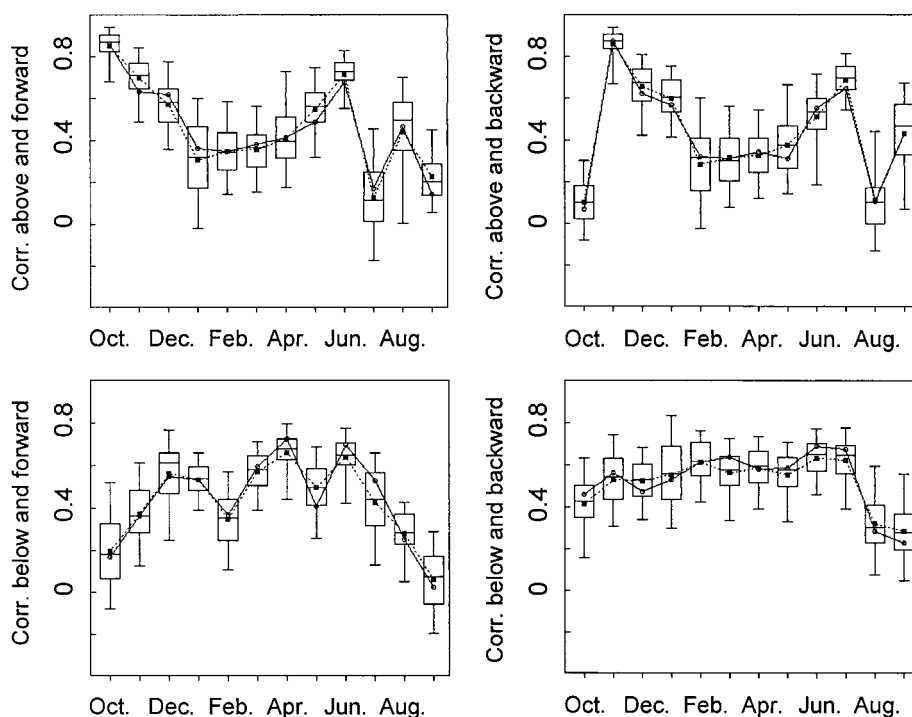 Corr. above and forward
0.8
0.4
0
Oct. Dec. Feb. Apr. Jun. Aug.
Corr. above and backward
0.8
0.4
0
Oct. Dec. Feb. Apr. Jun. Aug.
Corr. below and forward
0.8
0.4
0
Oct. Dec. Feb. Apr. Jun. Aug.
Corr. below and backward
0.8
0.4
0
Oct. Dec. Feb. Apr. Jun. Aug.